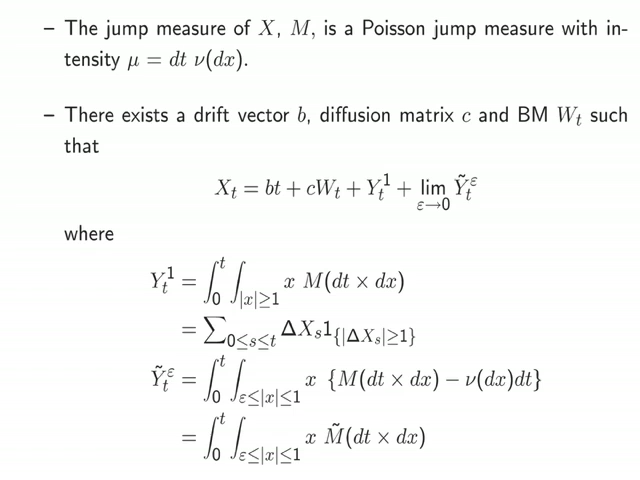 – The jump measure of X, M, is a Poisson jump measure with in-
tensity μ = dt ν(dx).
– There exists a drift vector b, diffusion matrix c and BM W_t such
that
X_t = bt + cW_t + Y_t^1 + lim_{ε→0} Ỹ_t^ε
where
Y_t^1 = ∫_0^t ∫_{|x|≥1} x M(dt × dx)
= ∑_{0≤s≤t} ΔX_s 1_{{|ΔX_s|≥1}}
Ỹ_t^ε = ∫_0^t ∫_{ε≤|x|≤1} x {M(dt × dx) − ν(dx)dt}
= ∫_0^t ∫_{ε≤|x|≤1} x M̃(dt × dx)